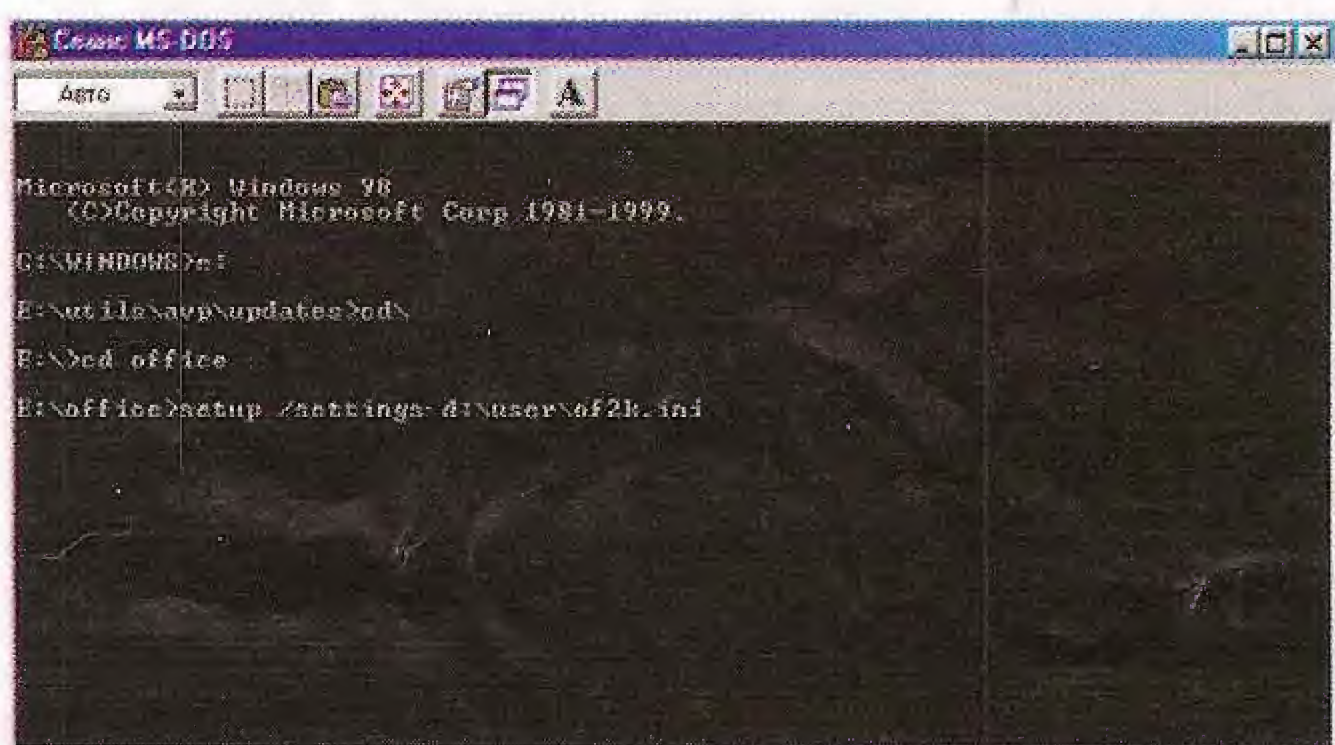 Сеанс MS-DOS
Авто
A
Microsoft(R) Windows 98
(C)Copyright Microsoft Corp 1981-1999.
C:\WINDOWS>e:
E:\utils\avp\updates>cd\
E:\>cd office
E:\office>setup /settings d:\user\of2k.ini